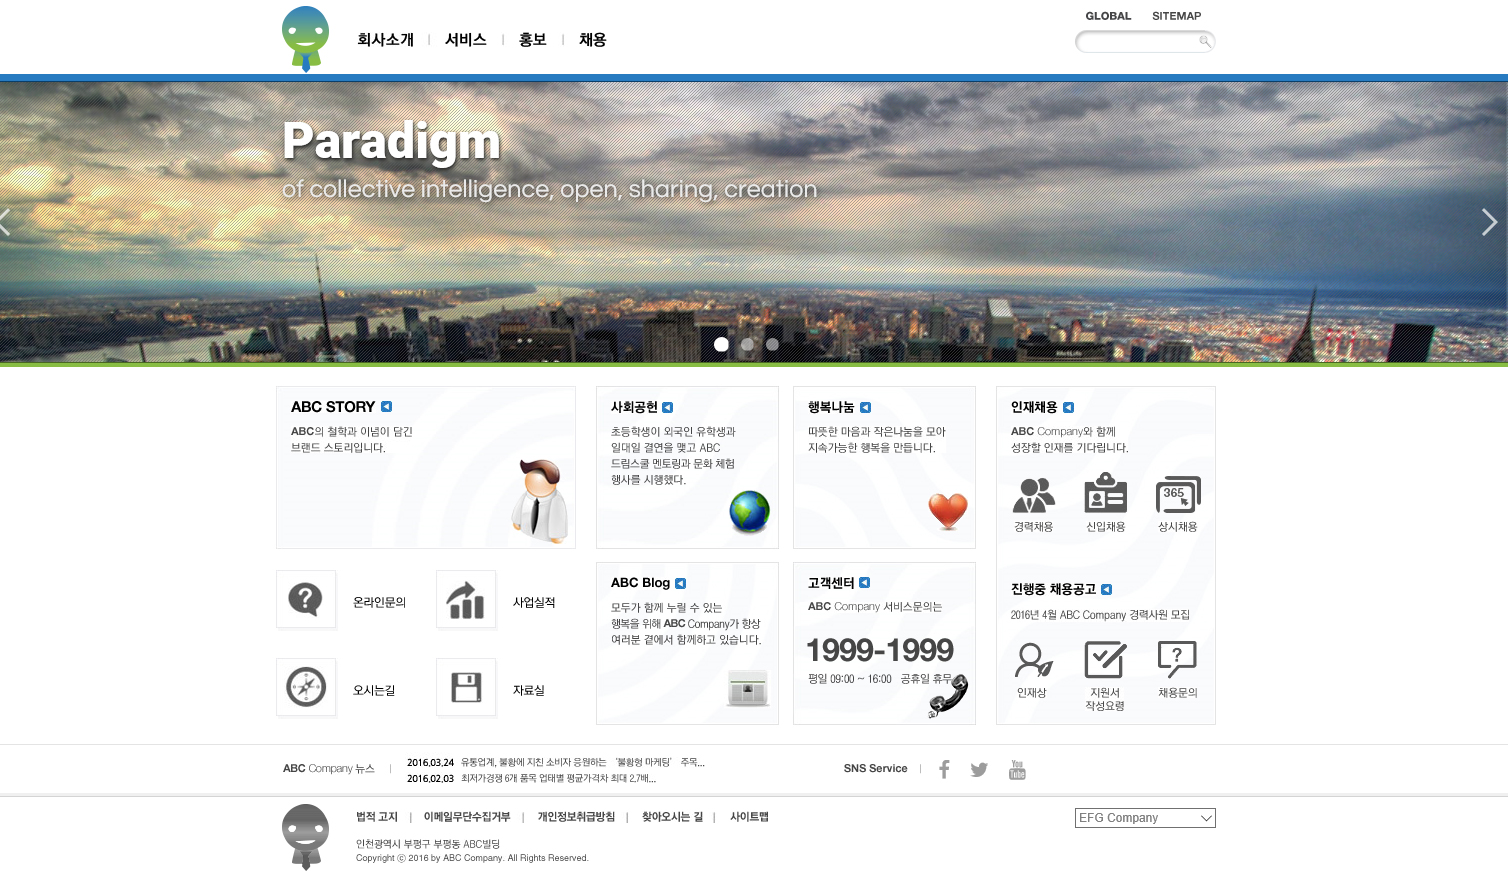 GLOBAL SITEMAP
회사소개 | 서비스 | 홍보 | 채용
Paradigm
of collective intelligence, open, sharing, creation
ABC STORY
ABC의 철학과 이념이 담긴
브랜드 스토리입니다.
사회공헌
초등학생이 외국인 유학생과
일대일 결연을 맺고 ABC
드림스쿨 멘토링과 문화 체험
행사를 시행했다.
행복나눔
따뜻한 마음과 작은나눔을 모아
지속가능한 행복을 만듭니다.
인재채용
ABC Company와 함께
성장할 인재를 기다립니다.
365
경력채용 신입채용 상시채용
온라인문의 사업실적
오시는길 자료실
ABC Blog
모두가 함께 누릴 수 있는
행복을 위해 ABC Company가 항상
여러분 곁에서 함께하고 있습니다.
고객센터
ABC Company 서비스문의는
1999-1999
평일 09:00 ~ 16:00 공휴일 휴무
진행중 채용공고
2016년 4월 ABC Company 경력사원 모집
인재상 지원서 작성요령 채용문의
ABC Company 뉴스
2016.03.24 유통업계, 불황에 지친 소비자 응원하는 '불황형 마케팅' 주목...
2016.02.03 최저가경쟁 6개 품목 업태별 평균가격차 최대 2.7배...
SNS Service
You Tube
법적 고지 | 이메일무단수집거부 | 개인정보취급방침 | 찾아오시는 길 | 사이트맵
EFG Company
인천광역시 부평구 부평동 ABC빌딩
Copyright ⓒ 2016 by ABC Company. All Rights Reserved.